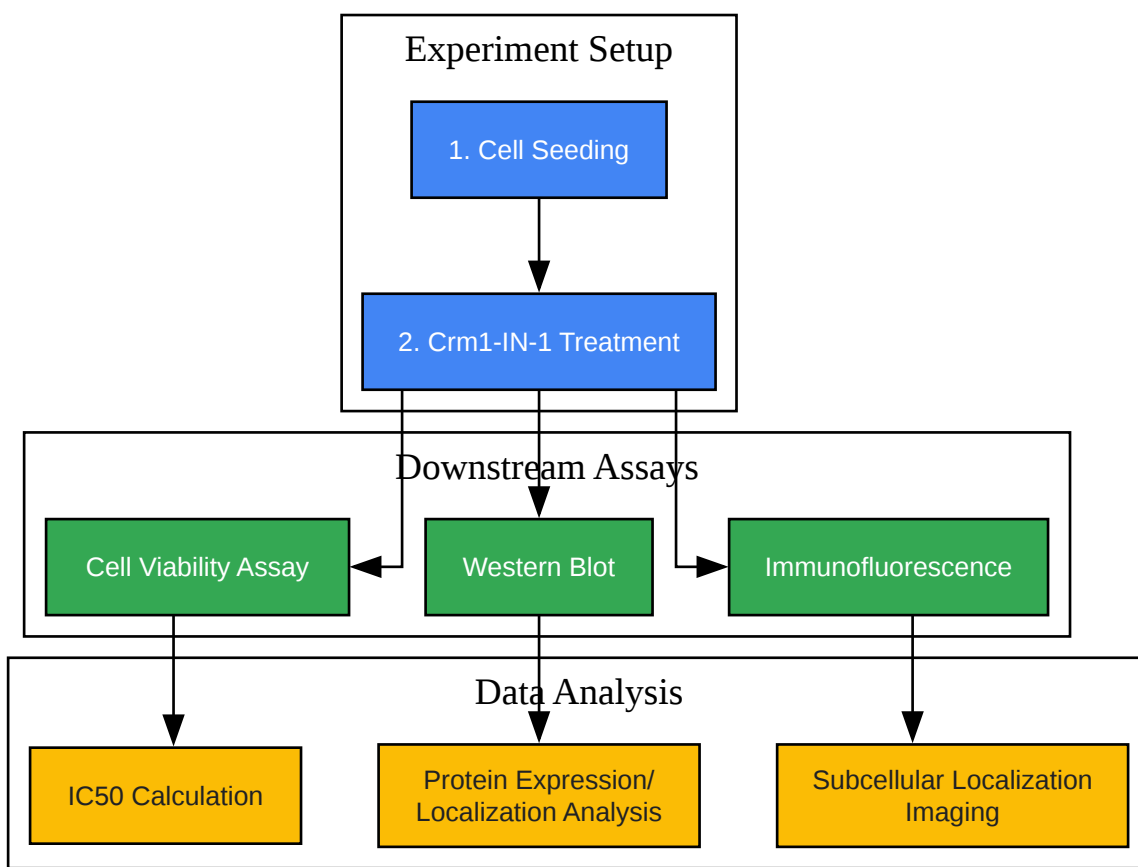 Experiment Setup
1. Cell Seeding
2. Crm1-IN-1 Treatment
Downstream Assays
Cell Viability Assay
Western Blot
Immunofluorescence
Data Analysis
IC50 Calculation
Protein Expression/
Localization Analysis
Subcellular Localization
Imaging